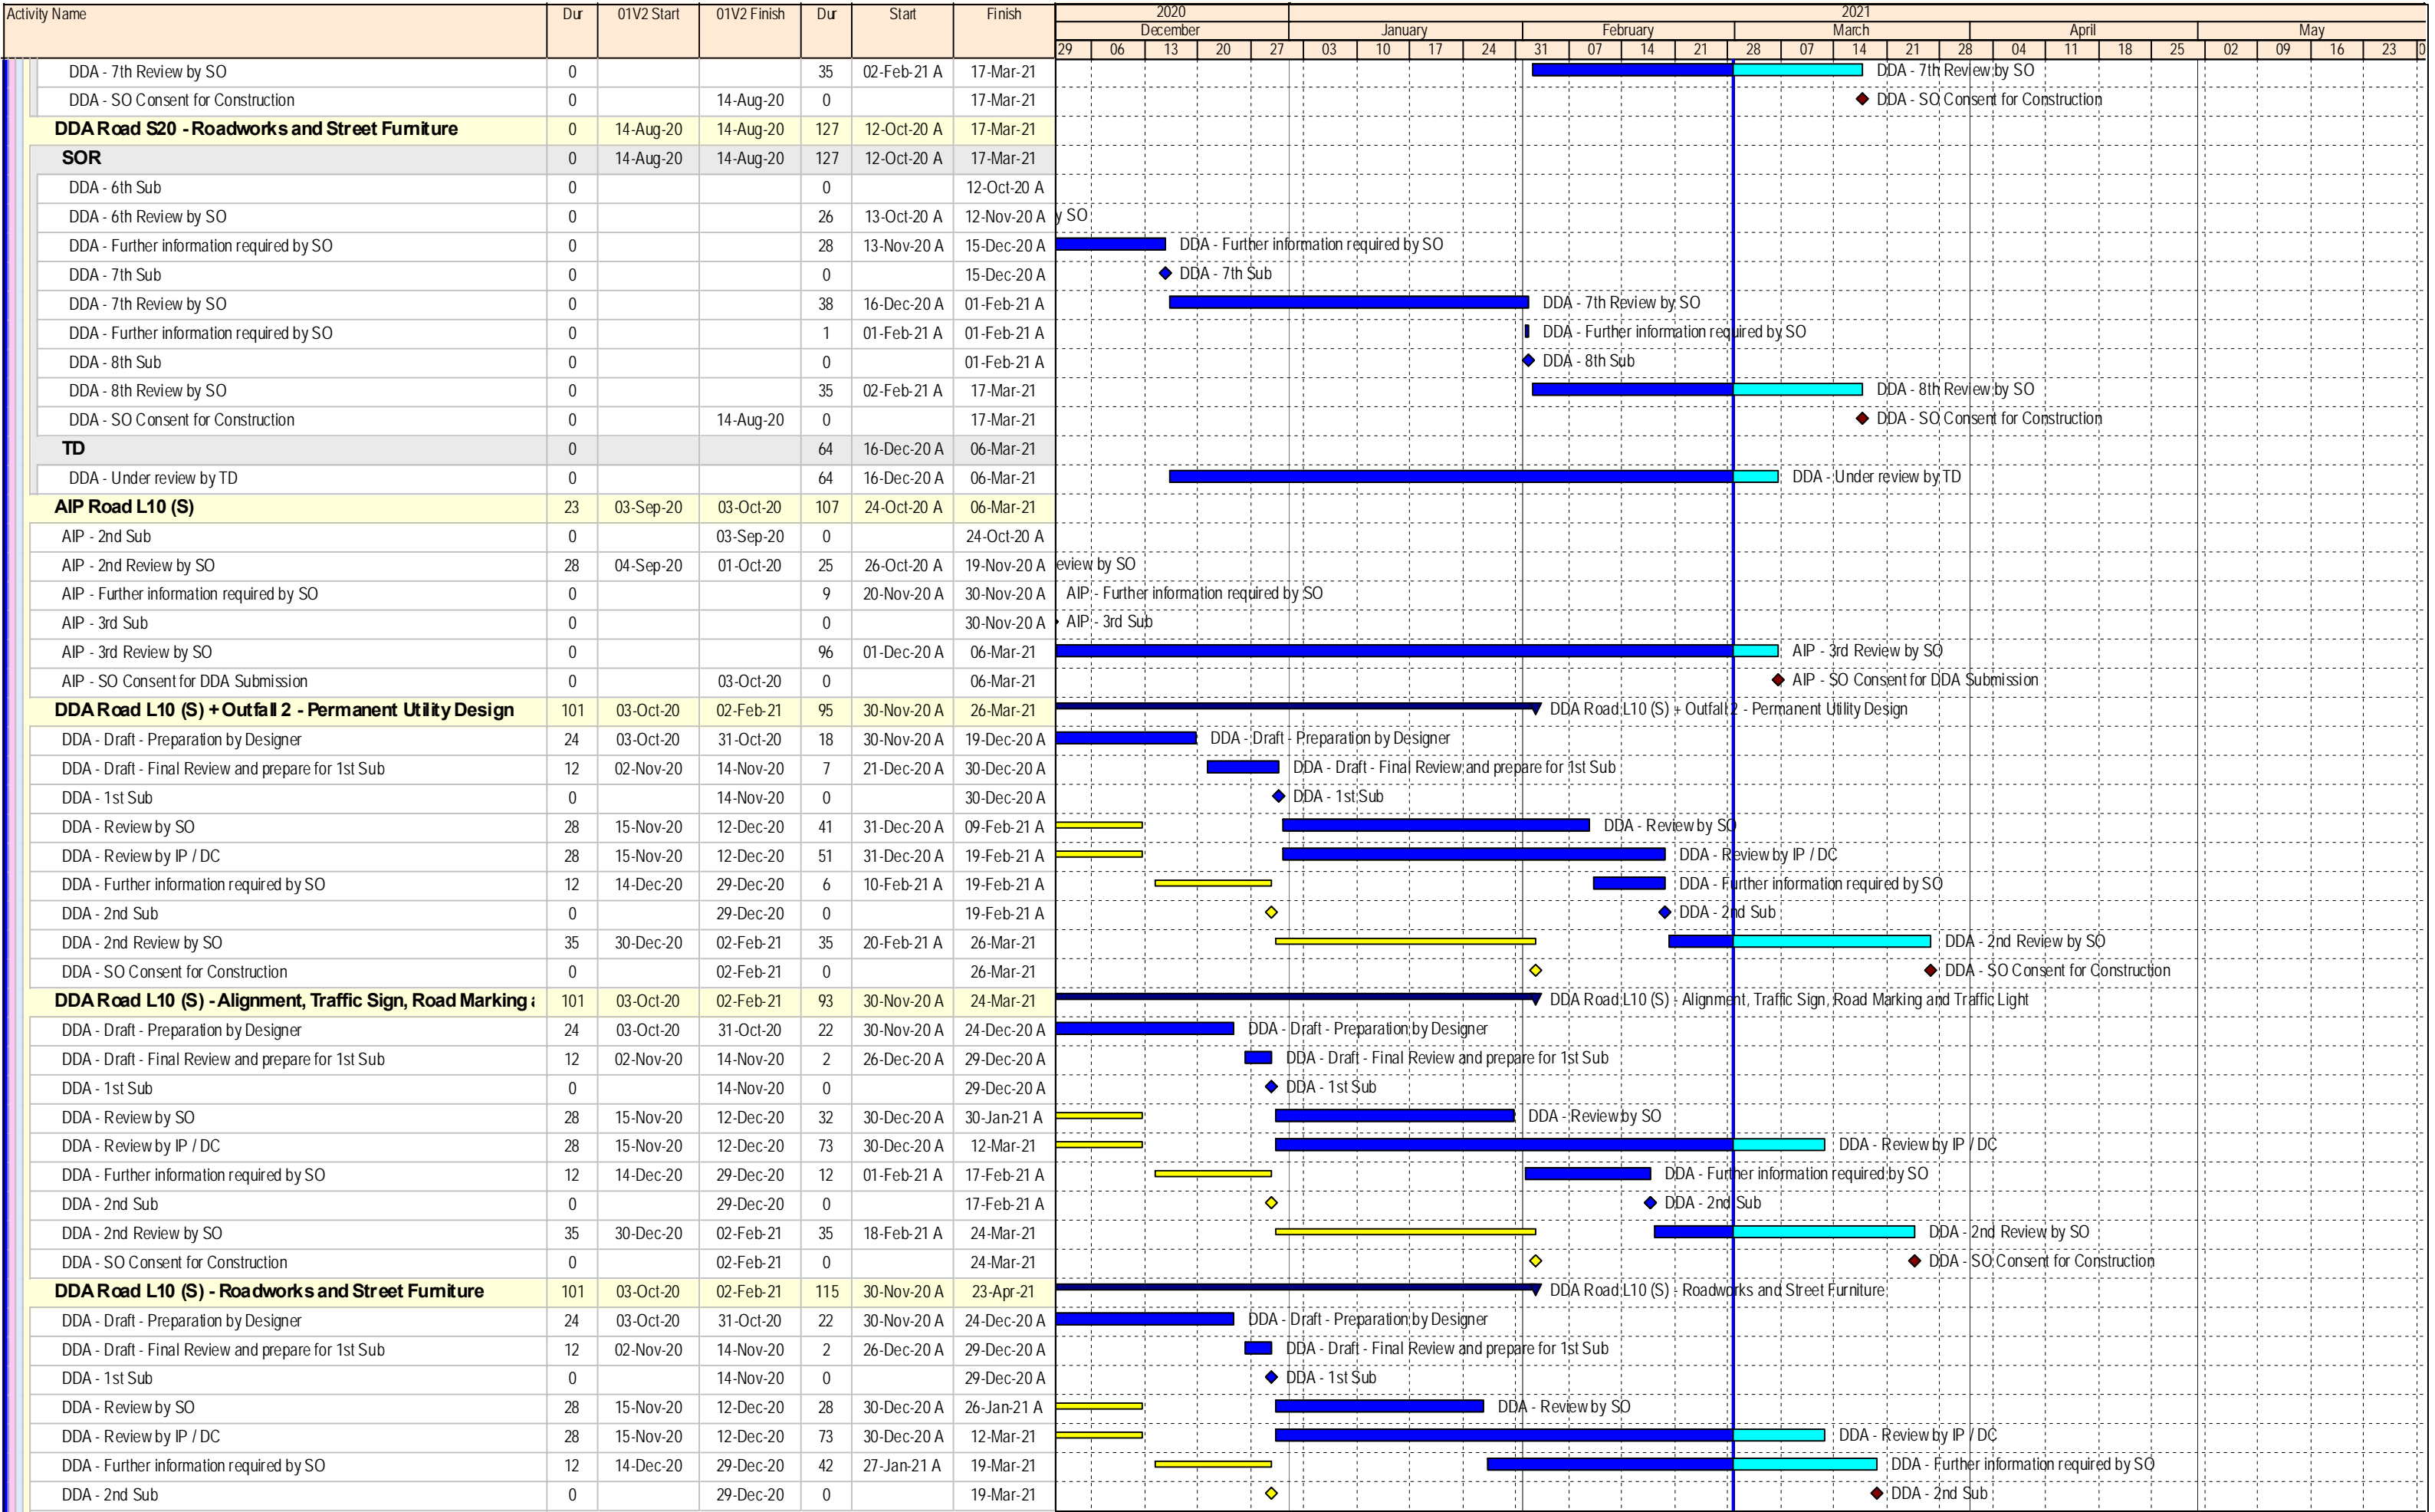 Activity Name Dur 01V2 Start 01V2 Finish Dur Start Finish 2020 2021
December January February March April May
29 06 13 20 27 03 10 17 24 31 07 14 21 28 07 14 21 28 04 11 18 25 02 09 16 23 0
DDA - 7th Review by SO 0 35 02-Feb-21 A 17-Mar-21 DDA - 7th Review by SO
DDA - SO Consent for Construction 0 14-Aug-20 0 17-Mar-21 DDA - SO Consent for Construction
DDA Road S20 - Roadworks and Street Furniture 0 14-Aug-20 14-Aug-20 127 12-Oct-20 A 17-Mar-21
SOR 0 14-Aug-20 14-Aug-20 127 12-Oct-20 A 17-Mar-21
DDA - 6th Sub 0 0 12-Oct-20 A
DDA - 6th Review by SO 0 26 13-Oct-20 A 12-Nov-20 A y SO
DDA - Further information required by SO 0 28 13-Nov-20 A 15-Dec-20 A DDA - Further information required by SO
DDA - 7th Sub 0 0 15-Dec-20 A DDA - 7th Sub
DDA - 7th Review by SO 0 38 16-Dec-20 A 01-Feb-21 A DDA - 7th Review by SO
DDA - Further information required by SO 0 1 01-Feb-21 A 01-Feb-21 A DDA - Further information required by SO
DDA - 8th Sub 0 0 01-Feb-21 A DDA - 8th Sub
DDA - 8th Review by SO 0 35 02-Feb-21 A 17-Mar-21 DDA - 8th Review by SO
DDA - SO Consent for Construction 0 14-Aug-20 0 17-Mar-21 DDA - SO Consent for Construction
TD 0 64 16-Dec-20 A 06-Mar-21
DDA - Under review by TD 0 64 16-Dec-20 A 06-Mar-21 DDA - Under review by TD
AIP Road L10 (S) 23 03-Sep-20 03-Oct-20 107 24-Oct-20 A 06-Mar-21
AIP - 2nd Sub 0 03-Sep-20 0 24-Oct-20 A
AIP - 2nd Review by SO 28 04-Sep-20 01-Oct-20 25 26-Oct-20 A 19-Nov-20 A eview by SO
AIP - Further information required by SO 0 9 20-Nov-20 A 30-Nov-20 A AIP - Further information required by SO
AIP - 3rd Sub 0 0 30-Nov-20 A AIP - 3rd Sub
AIP - 3rd Review by SO 0 96 01-Dec-20 A 06-Mar-21 AIP - 3rd Review by SO
AIP - SO Consent for DDA Submission 0 03-Oct-20 0 06-Mar-21 AIP - SO Consent for DDA Submission
DDA Road L10 (S) + Outfall 2 - Permanent Utility Design 101 03-Oct-20 02-Feb-21 95 30-Nov-20 A 26-Mar-21 DDA Road L10 (S) + Outfall 2 - Permanent Utility Design
DDA - Draft - Preparation by Designer 24 03-Oct-20 31-Oct-20 18 30-Nov-20 A 19-Dec-20 A DDA - Draft - Preparation by Designer
DDA - Draft - Final Review and prepare for 1st Sub 12 02-Nov-20 14-Nov-20 7 21-Dec-20 A 30-Dec-20 A DDA - Draft - Final Review and prepare for 1st Sub
DDA - 1st Sub 0 14-Nov-20 0 30-Dec-20 A DDA - 1st Sub
DDA - Review by SO 28 15-Nov-20 12-Dec-20 41 31-Dec-20 A 09-Feb-21 A DDA - Review by SO
DDA - Review by IP / DC 28 15-Nov-20 12-Dec-20 51 31-Dec-20 A 19-Feb-21 A DDA - Review by IP / DC
DDA - Further information required by SO 12 14-Dec-20 29-Dec-20 6 10-Feb-21 A 19-Feb-21 A DDA - Further information required by SO
DDA - 2nd Sub 0 29-Dec-20 0 19-Feb-21 A DDA - 2nd Sub
DDA - 2nd Review by SO 35 30-Dec-20 02-Feb-21 35 20-Feb-21 A 26-Mar-21 DDA - 2nd Review by SO
DDA - SO Consent for Construction 0 02-Feb-21 0 26-Mar-21 DDA - SO Consent for Construction
DDA Road L10 (S) - Alignment, Traffic Sign, Road Marking a 101 03-Oct-20 02-Feb-21 93 30-Nov-20 A 24-Mar-21 DDA Road L10 (S) - Alignment, Traffic Sign, Road Marking and Traffic Light
DDA - Draft - Preparation by Designer 24 03-Oct-20 31-Oct-20 22 30-Nov-20 A 24-Dec-20 A DDA - Draft - Preparation by Designer
DDA - Draft - Final Review and prepare for 1st Sub 12 02-Nov-20 14-Nov-20 2 26-Dec-20 A 29-Dec-20 A DDA - Draft - Final Review and prepare for 1st Sub
DDA - 1st Sub 0 14-Nov-20 0 29-Dec-20 A DDA - 1st Sub
DDA - Review by SO 28 15-Nov-20 12-Dec-20 32 30-Dec-20 A 30-Jan-21 A DDA - Review by SO
DDA - Review by IP / DC 28 15-Nov-20 12-Dec-20 73 30-Dec-20 A 12-Mar-21 DDA - Review by IP / DC
DDA - Further information required by SO 12 14-Dec-20 29-Dec-20 12 01-Feb-21 A 17-Feb-21 A DDA - Further information required by SO
DDA - 2nd Sub 0 29-Dec-20 0 17-Feb-21 A DDA - 2nd Sub
DDA - 2nd Review by SO 35 30-Dec-20 02-Feb-21 35 18-Feb-21 A 24-Mar-21 DDA - 2nd Review by SO
DDA - SO Consent for Construction 0 02-Feb-21 0 24-Mar-21 DDA - SO Consent for Construction
DDA Road L10 (S) - Roadworks and Street Furniture 101 03-Oct-20 02-Feb-21 115 30-Nov-20 A 23-Apr-21 DDA Road L10 (S) - Roadworks and Street Furniture
DDA - Draft - Preparation by Designer 24 03-Oct-20 31-Oct-20 22 30-Nov-20 A 24-Dec-20 A DDA - Draft - Preparation by Designer
DDA - Draft - Final Review and prepare for 1st Sub 12 02-Nov-20 14-Nov-20 2 26-Dec-20 A 29-Dec-20 A DDA - Draft - Final Review and prepare for 1st Sub
DDA - 1st Sub 0 14-Nov-20 0 29-Dec-20 A DDA - 1st Sub
DDA - Review by SO 28 15-Nov-20 12-Dec-20 28 30-Dec-20 A 26-Jan-21 A DDA - Review by SO
DDA - Review by IP / DC 28 15-Nov-20 12-Dec-20 73 30-Dec-20 A 12-Mar-21 DDA - Review by IP / DC
DDA - Further information required by SO 12 14-Dec-20 29-Dec-20 42 27-Jan-21 A 19-Mar-21 DDA - Further information required by SO
DDA - 2nd Sub 0 29-Dec-20 0 19-Mar-21 DDA - 2nd Sub